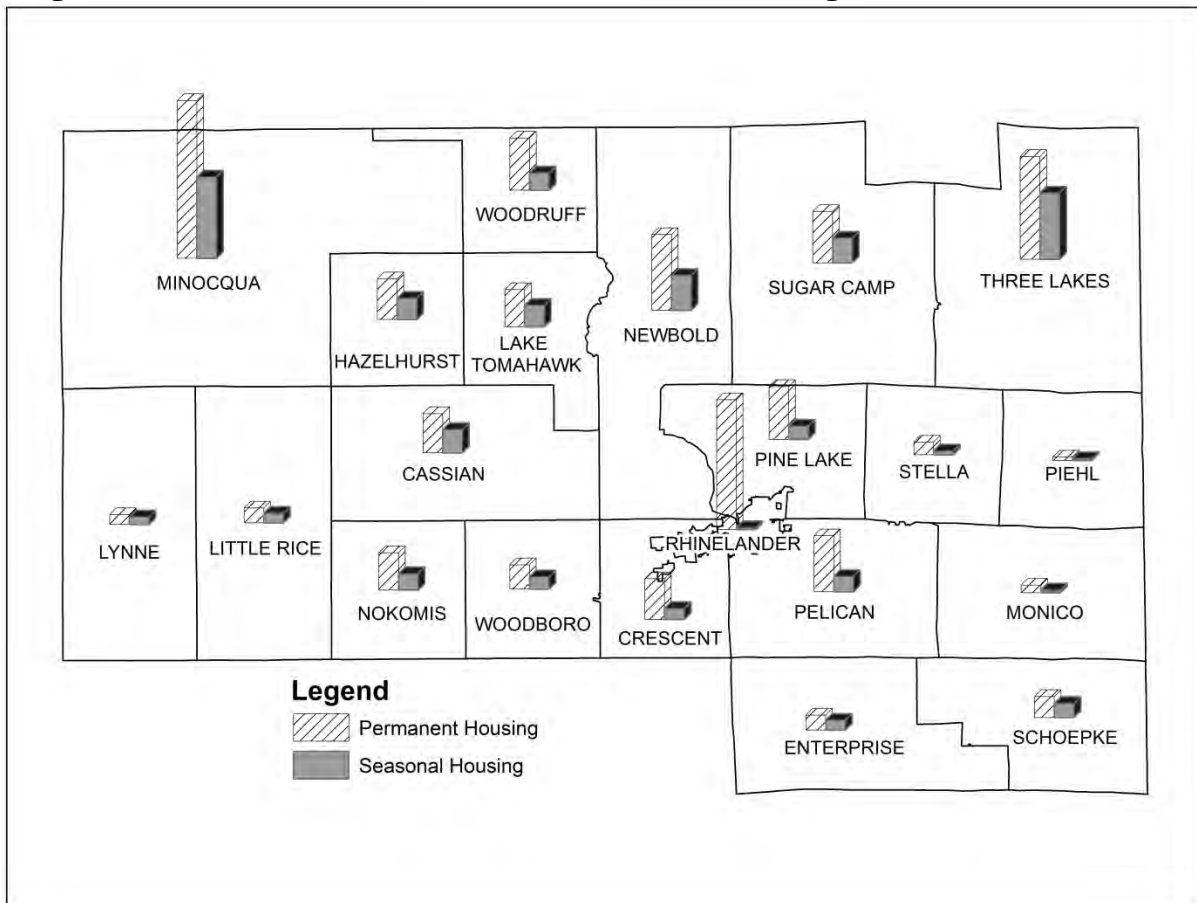 WOODRUFF
MINOCQUA
SUGAR CAMP
THREE LAKES
NEWBOLD
HAZELHURST
LAKE
TOMAHAWK
CASSIAN
PINE LAKE
STELLA
PIEHL
LYNNE
LITTLE RICE
RHINELANDER
NOKOMIS
WOODBORO
CRESCENT
PELICAN
MONICO
ENTERPRISE
SCHOEPKE
Legend
Permanent Housing
Seasonal Housing